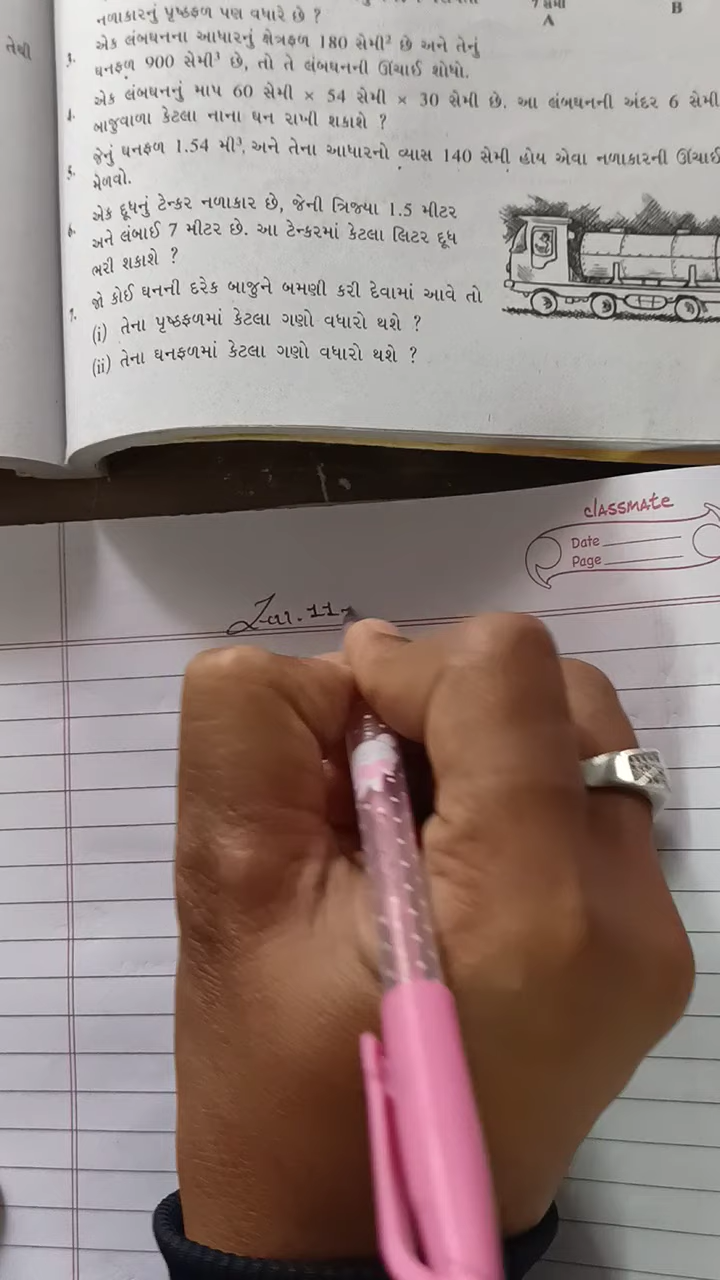 નળાકારનું પૃષ્ઠફળ પણ વધારે છે ?
A
B
તેથી
3. એક લંબઘનના આધારનું ક્ષેત્રફળ 180 સેમી² છે અને તેનું
ઘનફળ 900 સેમી³ છે, તો તે લંબઘનની ઊંચાઈ શોધો.
4. એક લંબઘનનું માપ 60 સેમી × 54 સેમી × 30 સેમી છે. આ લંબઘનની અંદર 6 સેમી
બાજુવાળા કેટલા નાના ઘન રાખી શકાશે ?
5. જેનું ઘનફળ 1.54 મી³, અને તેના આધારનો વ્યાસ 140 સેમી હોય એવા નળાકારની ઊંચાઈ
મેળવો.
6. એક દૂધનું ટેન્કર નળાકાર છે, જેની ત્રિજ્યા 1.5 મીટર
અને લંબાઈ 7 મીટર છે. આ ટેન્કરમાં કેટલા લિટર દૂધ
ભરી શકાશે ?
7. જો કોઈ ઘનની દરેક બાજુને બમણી કરી દેવામાં આવે તો
(i) તેના પૃષ્ઠફળમાં કેટલા ગણો વધારો થશે ?
(ii) તેના ઘનફળમાં કેટલા ગણો વધારો થશે ?
classmate
Date
Page